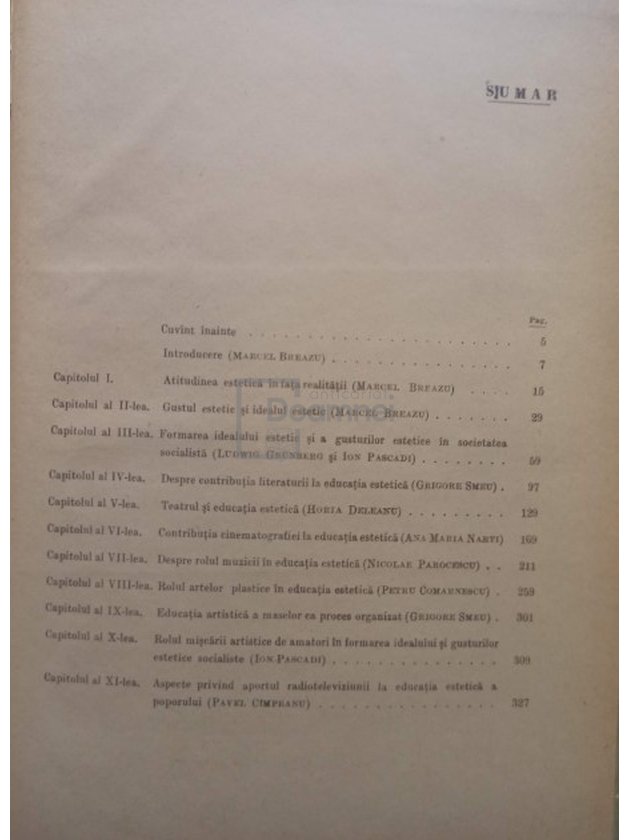 SJUMAR
Pag.
Cuvînt înainte . . . . . . . . . . . . . . . . . . . . . . . 5
Introducere (MARCEL BREAZU) . . . . . . . . . . . . . . . . 7
Capitolul I. Atitudinea estetică în fața realității (MARCEL BREAZU) . . . . 15
Capitolul al II-lea. Gustul estetic și idealul estetic (MARCEL BREAZU) . . . . . . . 29
Capitolul al III-lea. Formarea idealului estetic și a gusturilor estetice în societatea
socialistă (LUDWIG GRÜNBERG și ION PASCADI) . . . . . . . . 59
Capitolul al IV-lea. Despre contribuția literaturii la educația estetică (GRIGORE SMEU) . 97
Capitolul al V-lea. Teatrul și educația estetică (HORIA DELEANU) . . . . . . . . . 129
Capitolul al VI-lea. Contribuția cinematografiei la educația estetică (ANA MARIA NARTI) 169
Capitolul al VII-lea. Despre rolul muzicii în educația estetică (NICOLAE PAROCESCU) . . 211
Capitolul al VIII-lea. Rolul artelor plastice în educația estetică (PETRU COMARNESCU) . 259
Capitolul al IX-lea. Educația artistică a maselor ca proces organizat (GRIGORE SMEU) . 301
Capitolul al X-lea. Rolul mișcării artistice de amatori în formarea idealului și gusturilor
estetice socialiste (ION PASCADI) . . . . . . . . . . . . . . . 309
Capitolul al XI-lea. Aspecte privind aportul radioteleviziunii la educația estetică a
poporului (PAVEL CÎMPEANU) . . . . . . . . . . . . . . . . 327
anticariat